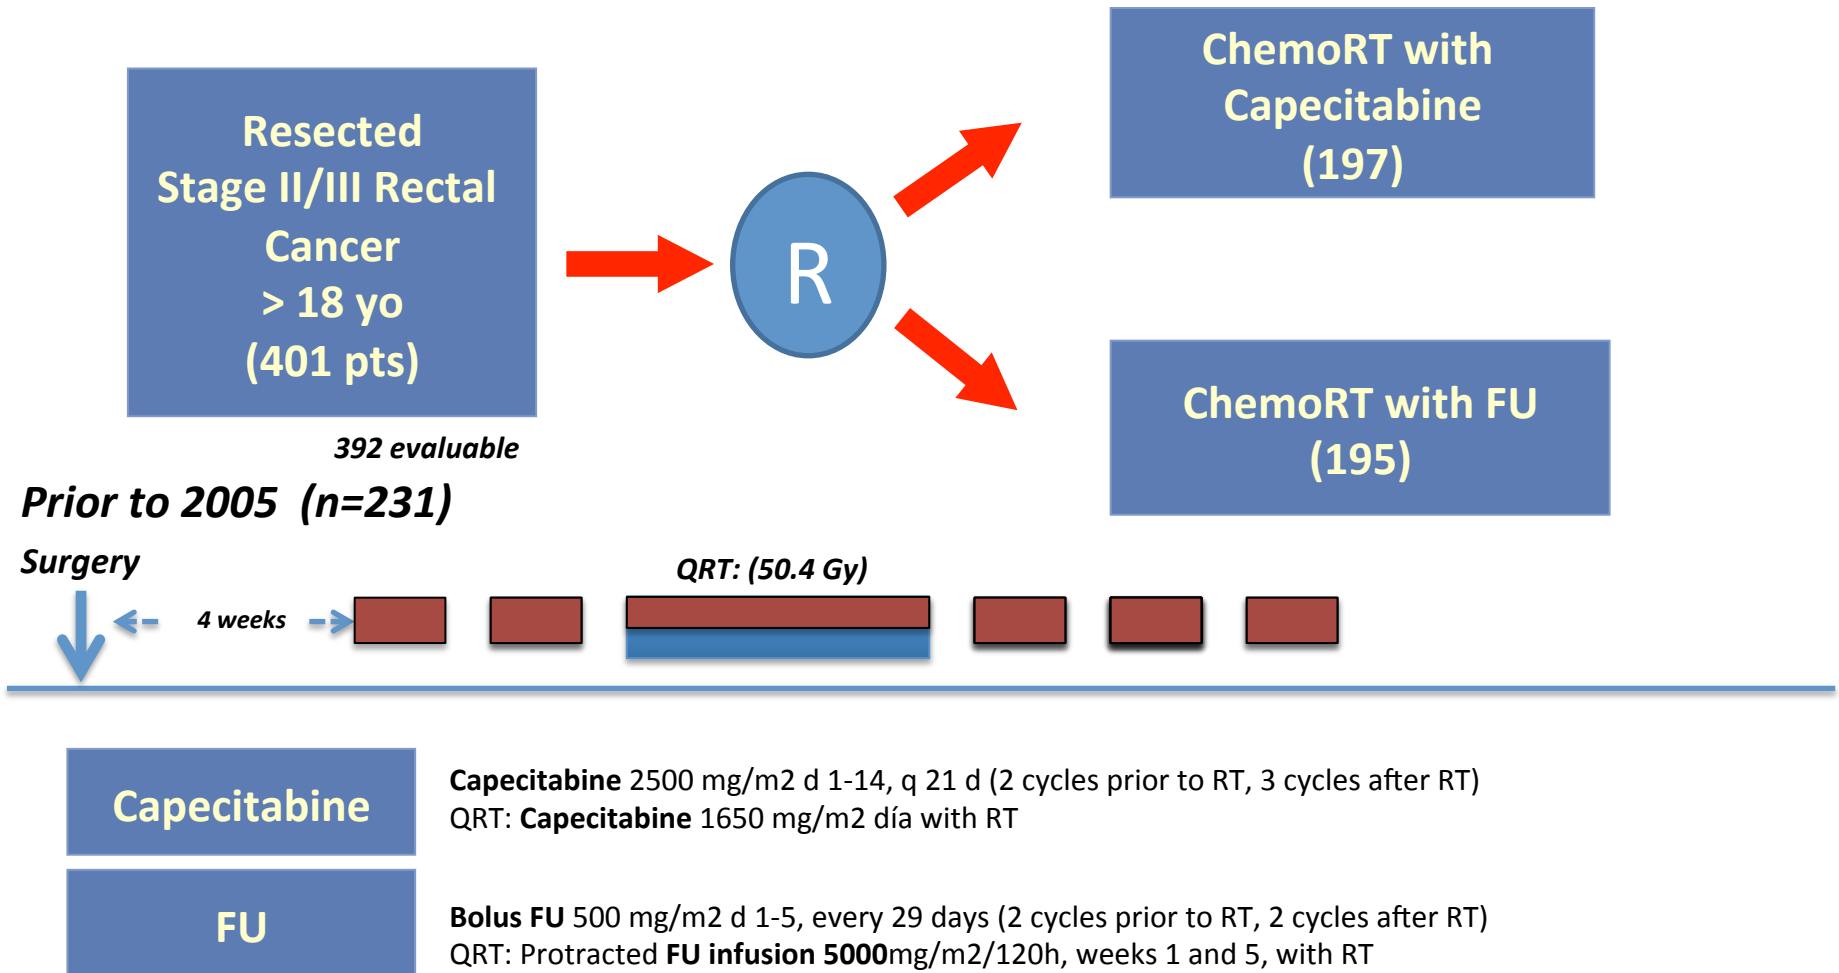 Resected
Stage II/III Rectal
Cancer
> 18 yo
(401 pts)
392 evaluable
R
ChemoRT with
Capecitabine
(197)
ChemoRT with FU
(195)
Prior to 2005 (n=231)
Surgery
4 weeks
QRT: (50.4 Gy)
Capecitabine
Capecitabine 2500 mg/m2 d 1-14, q 21 d (2 cycles prior to RT, 3 cycles after RT)
QRT: Capecitabine 1650 mg/m2 día with RT
FU
Bolus FU 500 mg/m2 d 1-5, every 29 days (2 cycles prior to RT, 2 cycles after RT)
QRT: Protracted FU infusion 5000mg/m2/120h, weeks 1 and 5, with RT